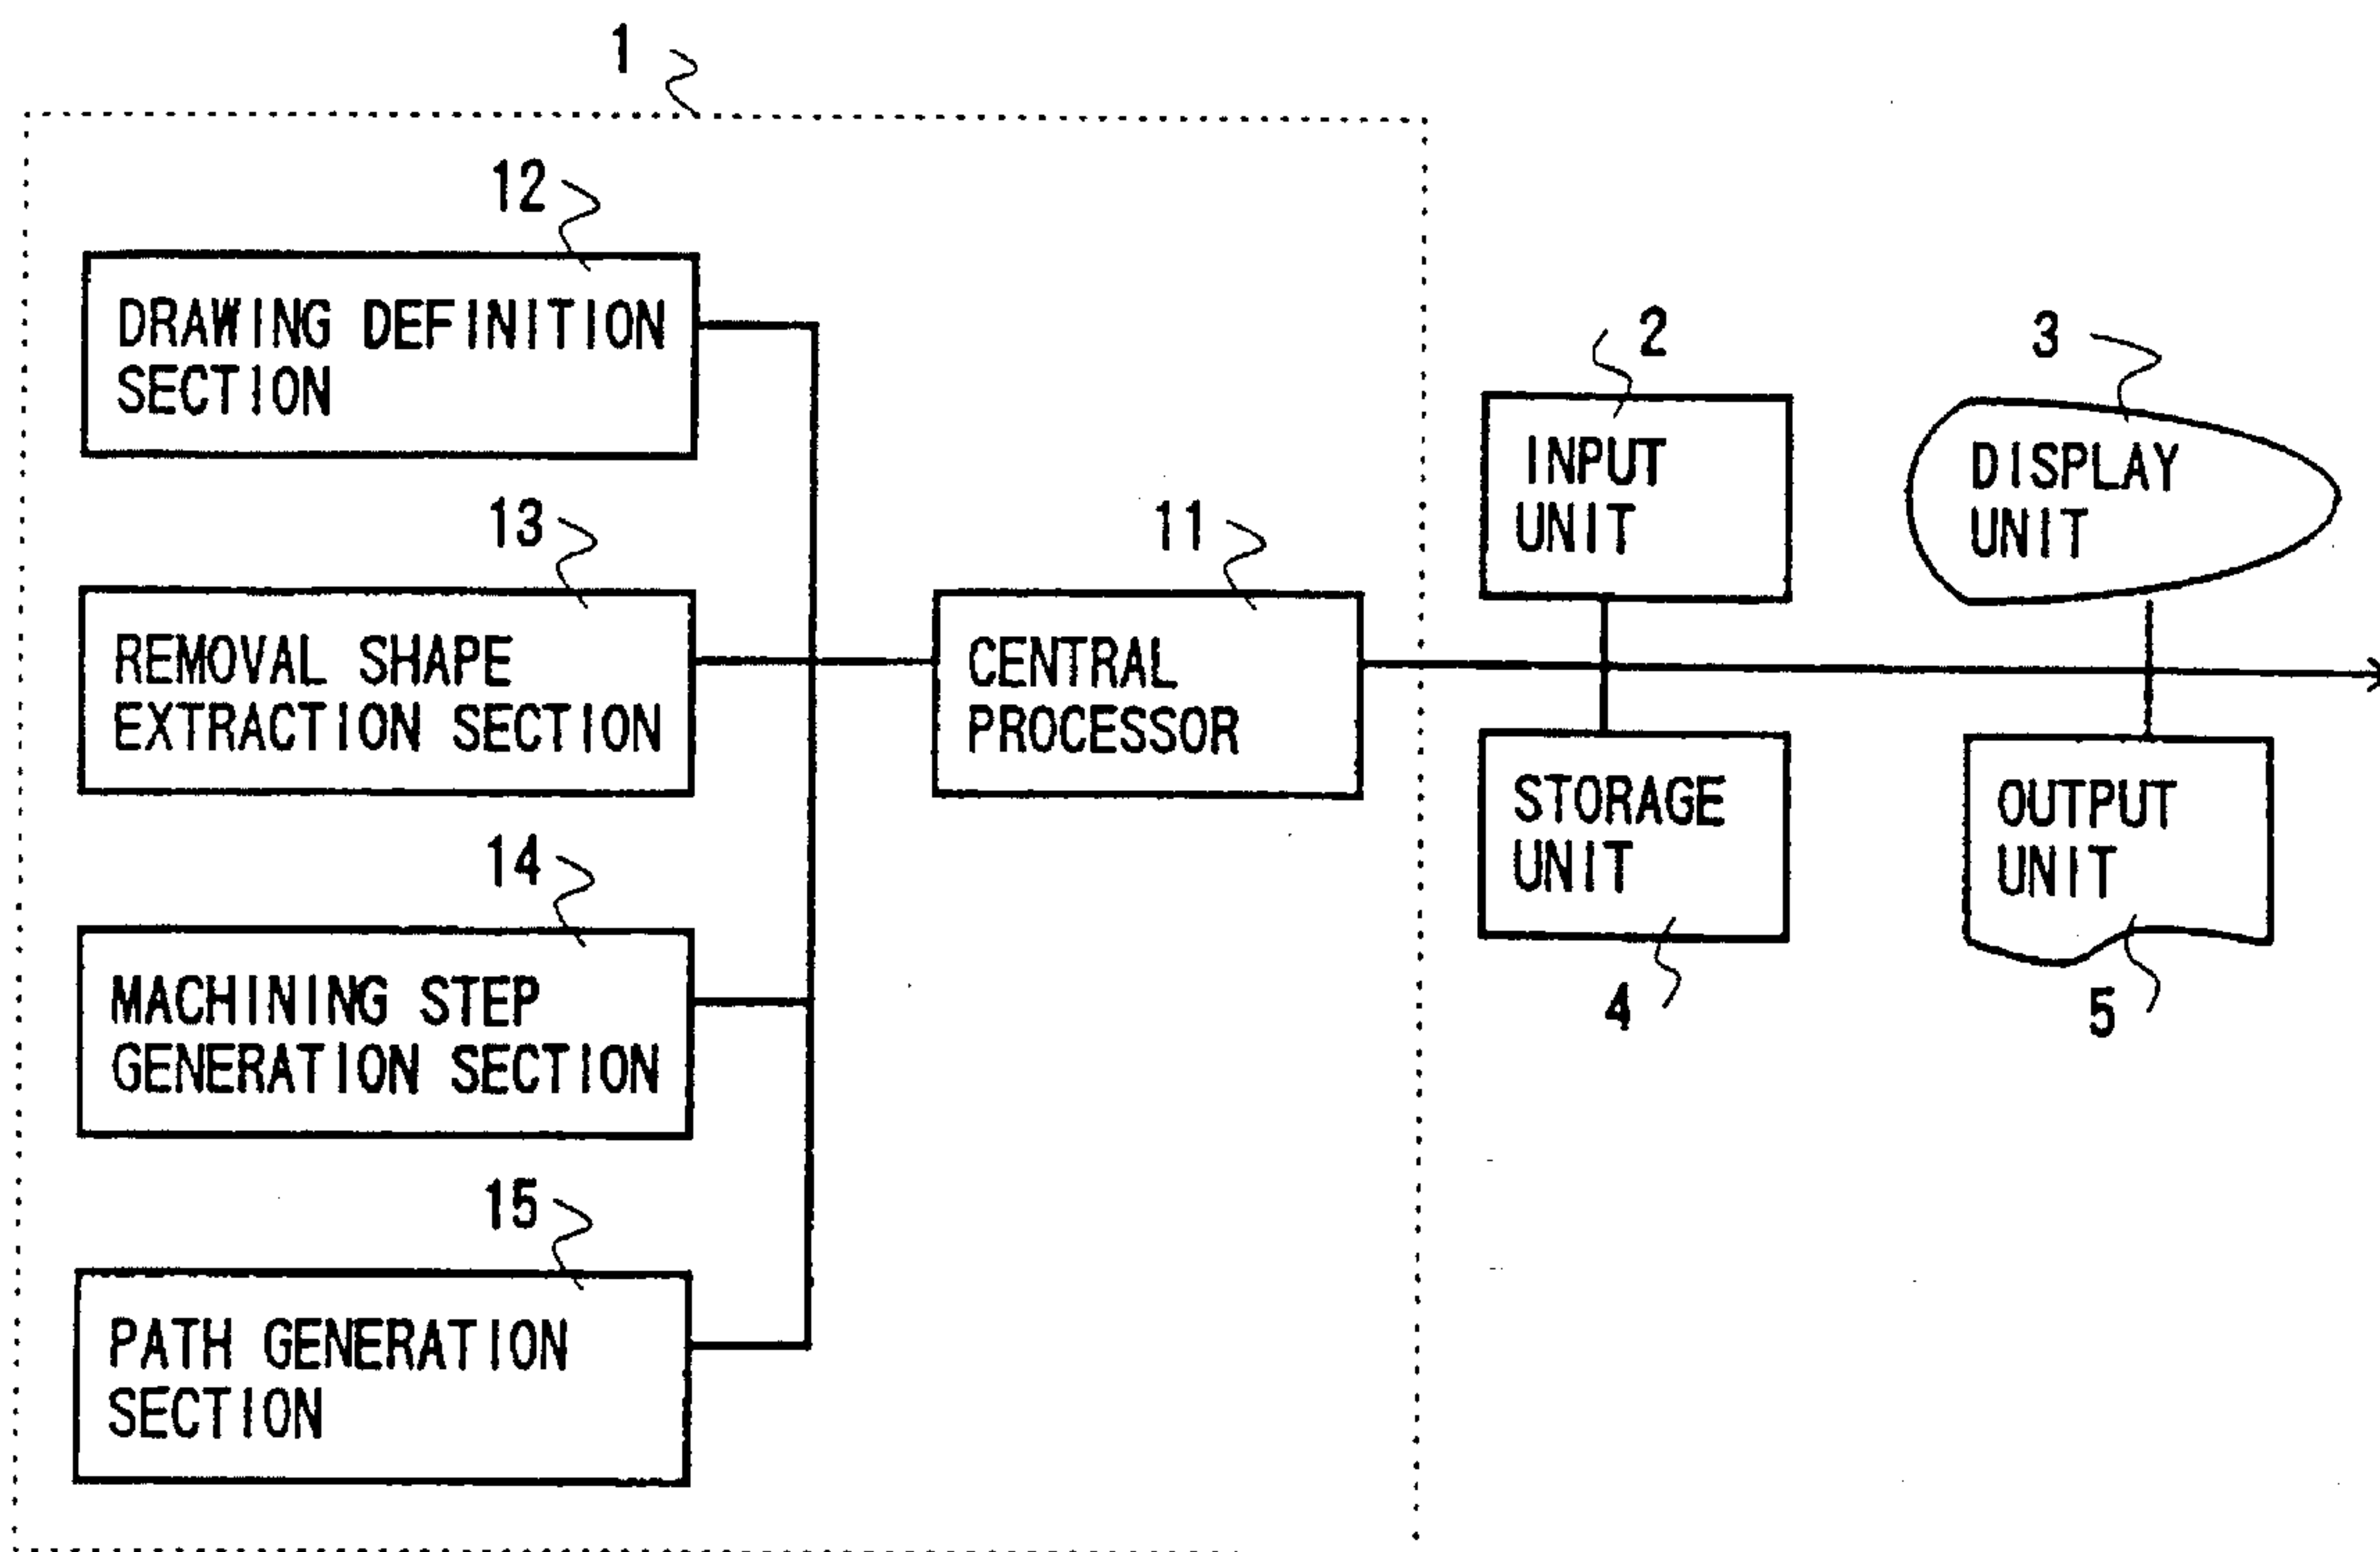 1
12
DRAWING DEFINITION
SECTION
13
REMOVAL SHAPE
EXTRACTION SECTION
14
MACHINING STEP
GENERATION SECTION
15
PATH GENERATION
SECTION
11
CENTRAL
PROCESSOR
2
INPUT
UNIT
3
DISPLAY
UNIT
STORAGE
UNIT
4
OUTPUT
UNIT
5